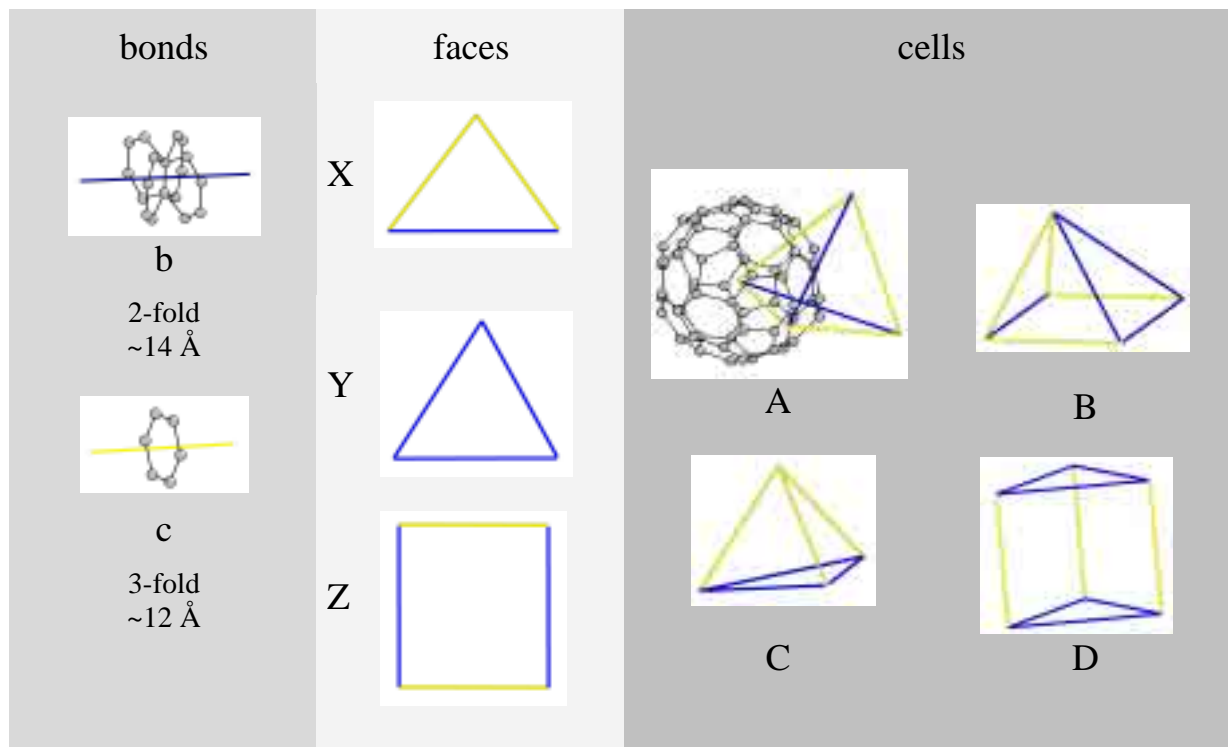 bonds
b
2-fold
~14 Å
c
3-fold
~12 Å
faces
X
Y
Z
cells
A
B
C
D